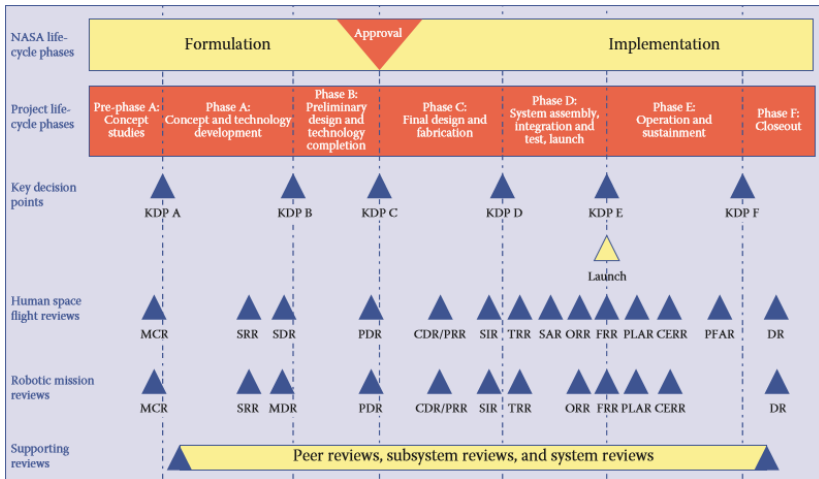 NASA life-
cycle phases
Formulation
Approval
Implementation
Project life-
cycle phases
Pre-phase A:
Concept
studies
Phase A:
Concept and technology
development
Phase B:
Preliminary
design and
technology
completion
Phase C:
Final design and
fabrication
Phase D:
System assembly,
integration and
test, launch
Phase E:
Operation and
sustainment
Phase F:
Closeout
Key decision
points
KDP A
KDP B
KDP C
KDP D
KDP E
KDP F
Launch
Human space
flight reviews
MCR
SRR
SDR
PDR
CDR/PRR
SIR
TRR
SAR
ORR
FRR
PLAR
CERR
PFAR
DR
Robotic mission
reviews
MCR
SRR
MDR
PDR
CDR/PRR
SIR
TRR
ORR
FRR
PLAR
CERR
DR
Supporting
reviews
Peer reviews, subsystem reviews, and system reviews